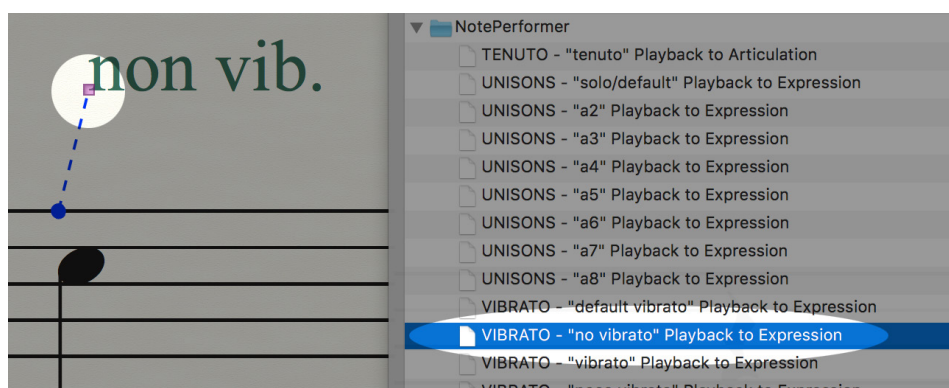 non vib.
NotePerformer
TENUTO - "tenuto" Playback to Articulation
UNISONS - "solo/default" Playback to Expression
UNISONS - "a2" Playback to Expression
UNISONS - "a3" Playback to Expression
UNISONS - "a4" Playback to Expression
UNISONS - "a5" Playback to Expression
UNISONS - "a6" Playback to Expression
UNISONS - "a7" Playback to Expression
UNISONS - "a8" Playback to Expression
VIBRATO - "default vibrato" Playback to Expression
VIBRATO - "no vibrato" Playback to Expression
VIBRATO - "vibrato" Playback to Expression